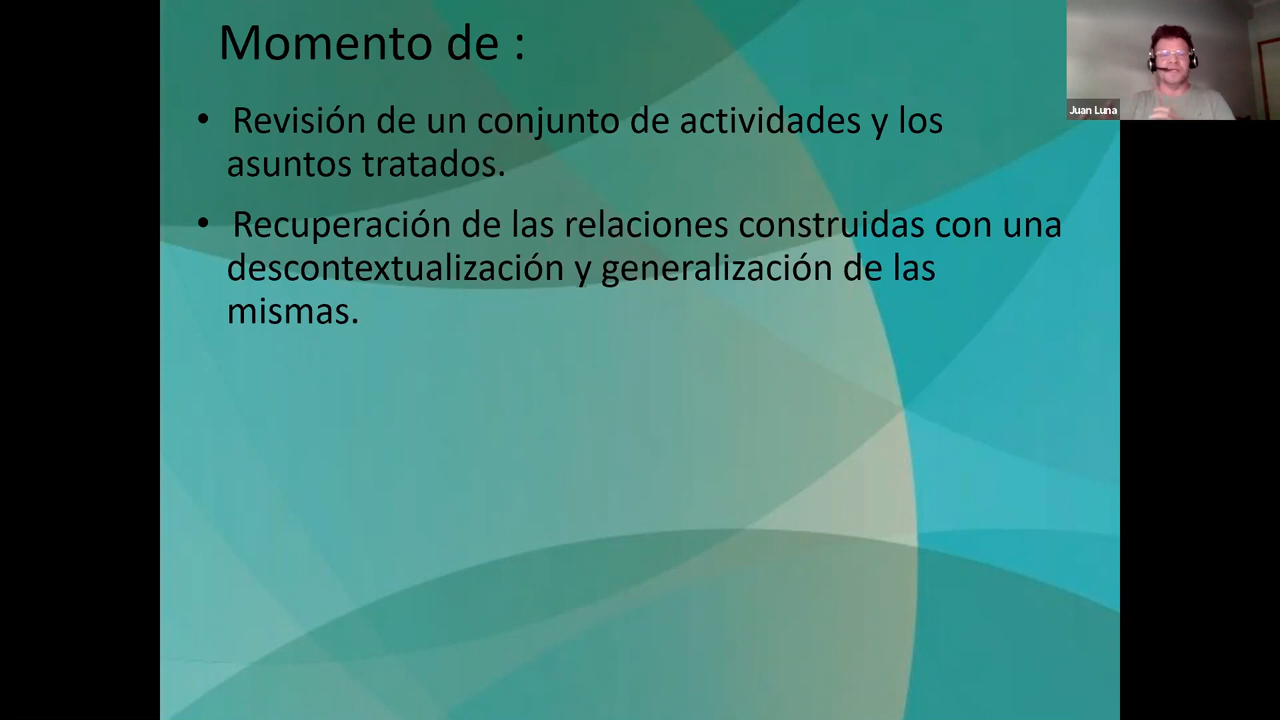 Momento de :
• Revisión de un conjunto de actividades y los
asuntos tratados.
• Recuperación de las relaciones construidas con una
descontextualización y generalización de las
mismas.
Juan Luna